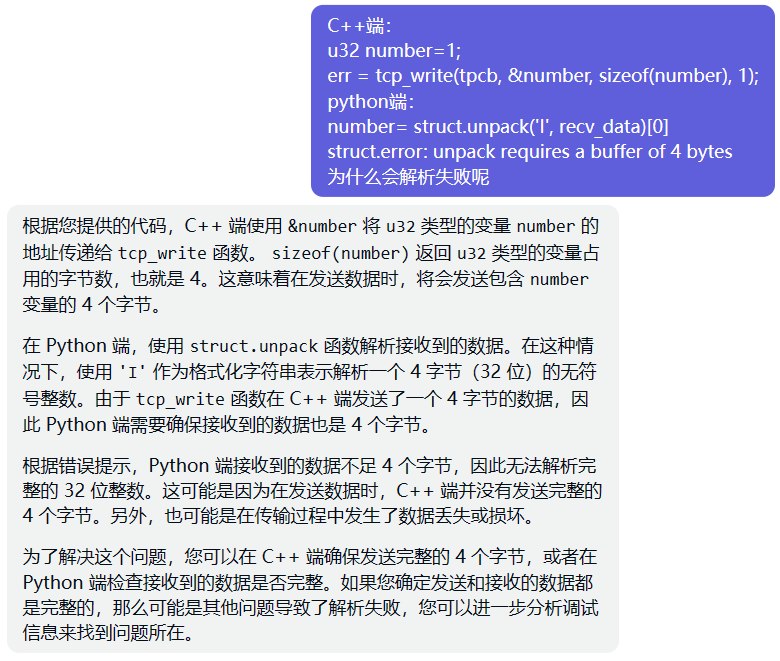 C++端：
u32 number=1;
err = tcp_write(tpcb, &number, sizeof(number), 1);
python端：
number= struct.unpack('I', recv_data)[0]
struct.error: unpack requires a buffer of 4 bytes
为什么会解析失败呢
根据您提供的代码，C++ 端使用 &number 将 u32 类型的变量 number 的
地址传递给 tcp_write 函数。 sizeof(number) 返回 u32 类型的变量占
用的字节数，也就是 4。这意味着在发送数据时，将会发送包含 number
变量的 4 个字节。
在 Python 端，使用 struct.unpack 函数解析接收到的数据。在这种情
况下，使用 'I' 作为格式化字符串表示解析一个 4 字节（32 位）的无符
号整数。由于 tcp_write 函数在 C++ 端发送了一个 4 字节的数据，因
此 Python 端需要确保接收到的数据也是 4 个字节。
根据错误提示，Python 端接收到的数据不足 4 个字节，因此无法解析完
整的 32 位整数。这可能是因为在发送数据时，C++ 端并没有发送完整的
4 个字节。另外，也可能是在传输过程中发生了数据丢失或损坏。
为了解决这个问题，您可以在 C++ 端确保发送完整的 4 个字节，或者在
Python 端检查接收到的数据是否完整。如果您确定发送和接收的数据都
是完整的，那么可能是其他问题导致了解析失败，您可以进一步分析调试
信息来找到问题所在。